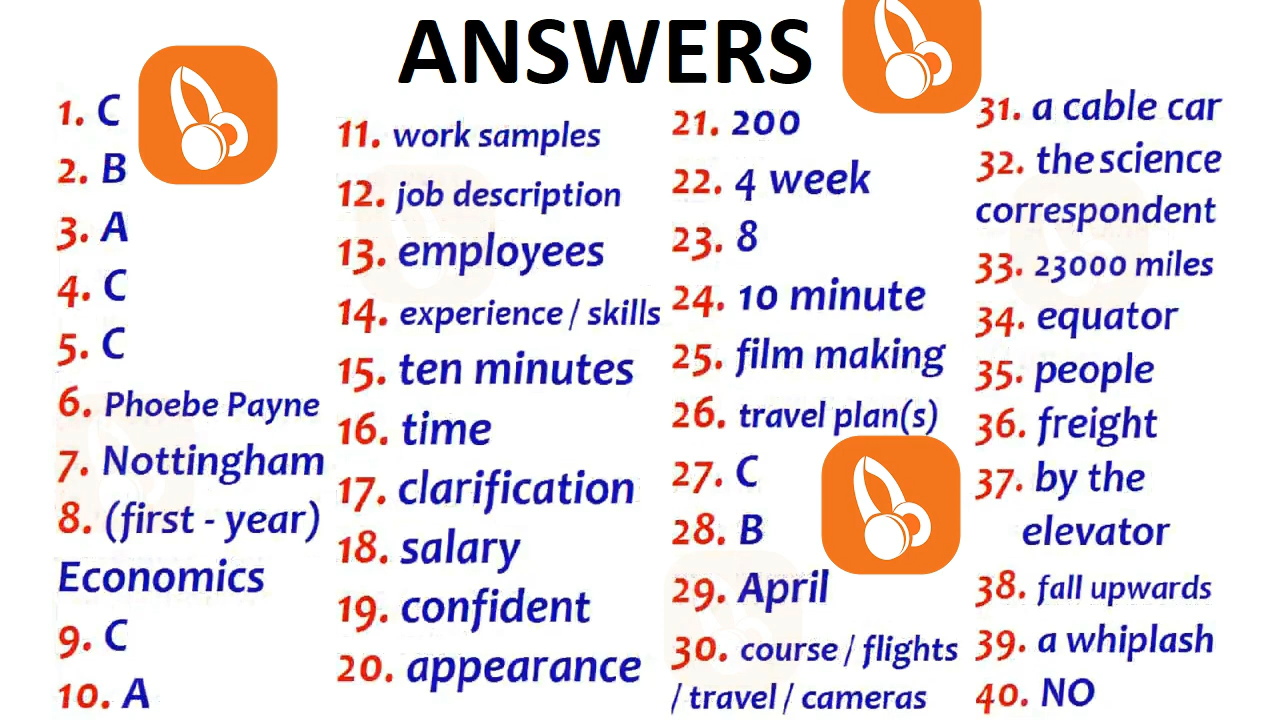 ANSWERS
1. C
2. B
3. A
4. C
5. C
6. Phoebe Payne
7. Nottingham
8. (first - year)
Economics
9. C
10. A
11. work samples
12. job description
13. employees
14. experience / skills
15. ten minutes
16. time
17. clarification
18. salary
19. confident
20. appearance
21. 200
22. 4 week
23. 8
24. 10 minute
25. film making
26. travel plan(s)
27. C
28. B
29. April
30. course / flights
/ travel / cameras
31. a cable car
32. the science
correspondent
33. 23000 miles
34. equator
35. people
36. freight
37. by the
elevator
38. fall upwards
39. a whiplash
40. NO